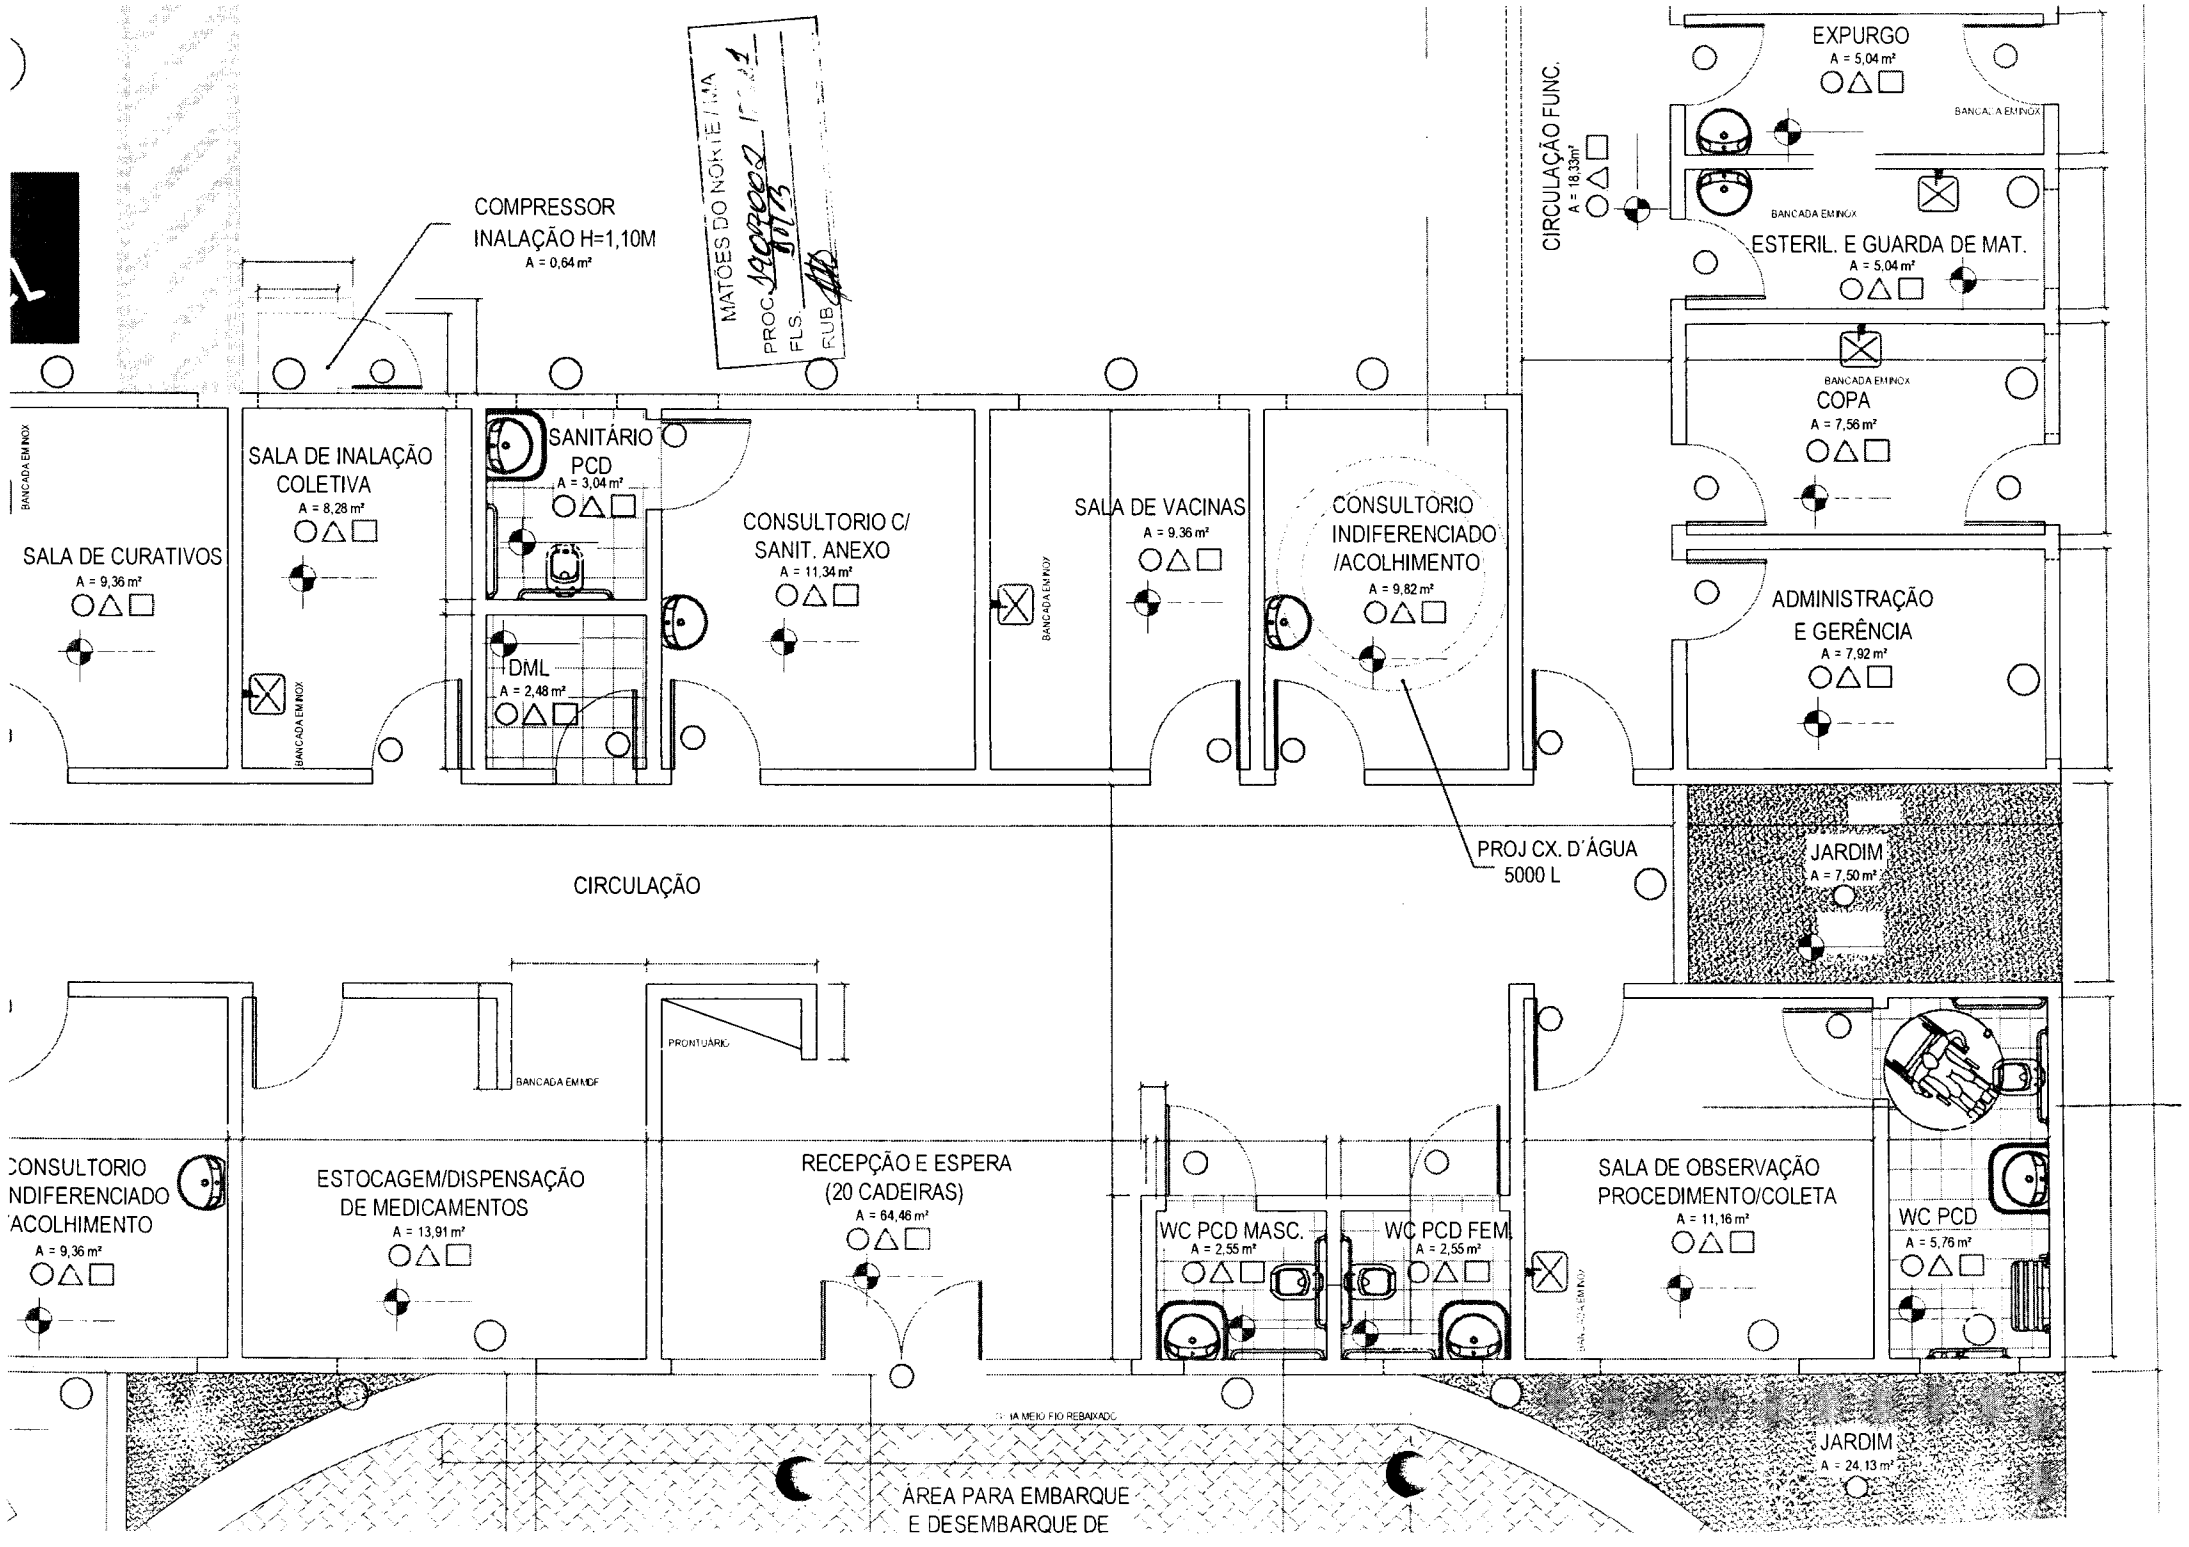 EXPURGO
A = 5,04 m²
BANCADA EM INOX
CIRCULAÇÃO FUNC.
A = 18,33m²
BANCADA EM INOX
ESTERIL. E GUARDA DE MAT.
A = 5,04 m²
MATÕES DO NORTE / MA
PROC.
FLS.
RUB
COMPRESSOR
INALAÇÃO H=1,10M
A = 0,64 m²
BANCADA EM INOX
COPA
A = 7,56 m²
BANCADA EM INOX
SALA DE CURATIVOS
A = 9,36 m²
SALA DE INALAÇÃO
COLETIVA
A = 8,28 m²
BANCADA EM INOX
SANITÁRIO
PCD
A = 3,04 m²
DML
A = 2,48 m²
CONSULTORIO C/
SANIT. ANEXO
A = 11,34 m²
BANCADA EM INOX
SALA DE VACINAS
A = 9,36 m²
CONSULTORIO
INDIFERENCIADO
/ACOLHIMENTO
A = 9,82 m²
ADMINISTRAÇÃO
E GERÊNCIA
A = 7,92 m²
PROJ CX. D´ÁGUA
5000 L
JARDIM
A = 7,50 m²
CIRCULAÇÃO
PRONTUÁRIO
BANCADA EM MDF
CONSULTORIO
NDIFERENCIADO
/ACOLHIMENTO
A = 9,36 m²
ESTOCAGEM/DISPENSAÇÃO
DE MEDICAMENTOS
A = 13,91 m²
RECEPÇÃO E ESPERA
(20 CADEIRAS)
A = 64,46 m²
WC PCD MASC.
A = 2,55 m²
WC PCD FEM.
A = 2,55 m²
SALA DE OBSERVAÇÃO
PROCEDIMENTO/COLETA
A = 11,16 m²
BANCADA EM INOX
WC PCD
A = 5,76 m²
MEIO FIO REBAIXADO
JARDIM
A = 24,13 m²
ÁREA PARA EMBARQUE
E DESEMBARQUE DE